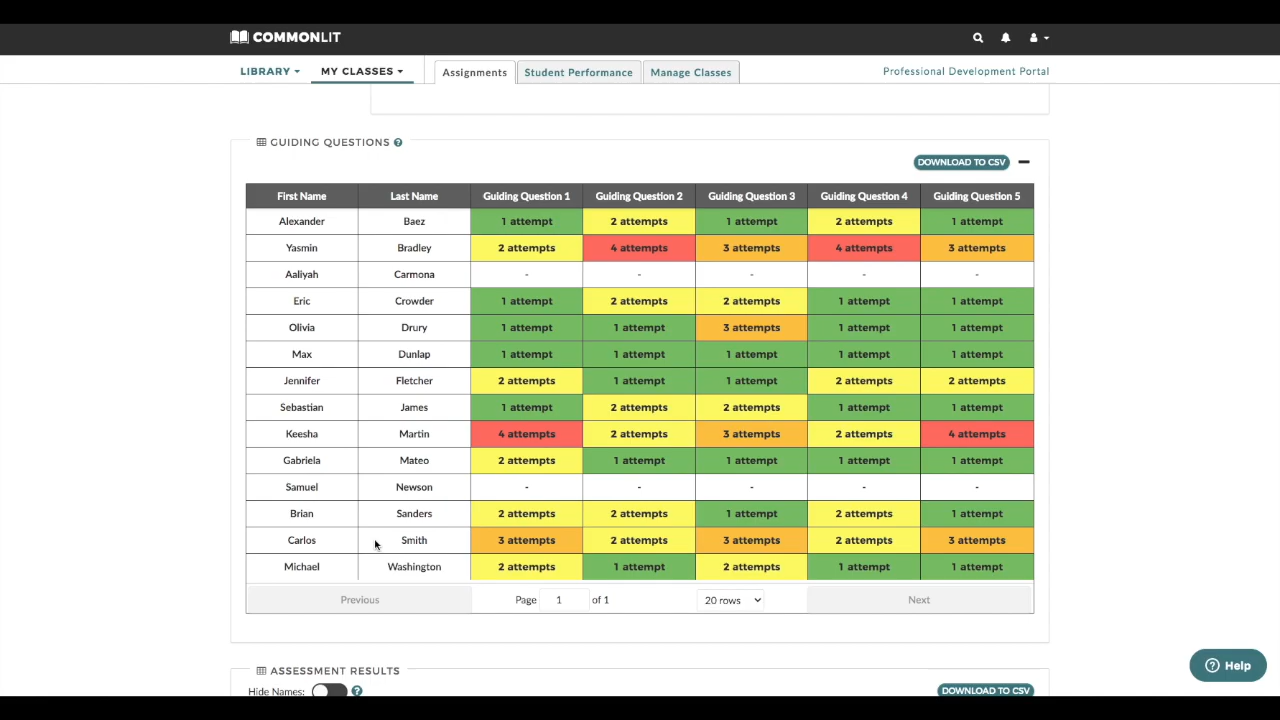 COMMONLIT
LIBRARY MY CLASSES Assignments Student Performance Manage Classes Professional Development Portal
GUIDING QUESTIONS ?
DOWNLOAD TO CSV
First Name Last Name Guiding Question 1 Guiding Question 2 Guiding Question 3 Guiding Question 4 Guiding Question 5
Alexander Baez 1 attempt 2 attempts 1 attempt 2 attempts 1 attempt
Yasmin Bradley 2 attempts 4 attempts 3 attempts 4 attempts 3 attempts
Aaliyah Carmona - - - - -
Eric Crowder 1 attempt 2 attempts 2 attempts 1 attempt 1 attempt
Olivia Drury 1 attempt 1 attempt 3 attempts 1 attempt 1 attempt
Max Dunlap 1 attempt 1 attempt 1 attempt 1 attempt 1 attempt
Jennifer Fletcher 2 attempts 1 attempt 1 attempt 2 attempts 2 attempts
Sebastian James 1 attempt 2 attempts 2 attempts 1 attempt 1 attempt
Keesha Martin 4 attempts 2 attempts 3 attempts 2 attempts 4 attempts
Gabriela Mateo 2 attempts 1 attempt 1 attempt 1 attempt 1 attempt
Samuel Newson - - - - -
Brian Sanders 2 attempts 2 attempts 1 attempt 2 attempts 1 attempt
Carlos Smith 3 attempts 2 attempts 3 attempts 2 attempts 3 attempts
Michael Washington 2 attempts 1 attempt 2 attempts 1 attempt 1 attempt
Previous Page 1 of 1 20 rows Next
? Help
ASSESSMENT RESULTS
Hide Names: ? DOWNLOAD TO CSV